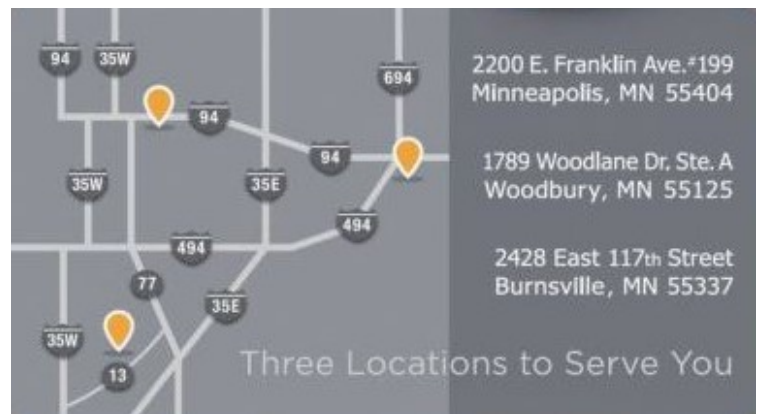 94
35W
694
94
94
35W
35E
494
494
77
35E
35W
13
2200 E. Franklin Ave.#199
Minneapolis, MN 55404
1789 Woodlane Dr. Ste. A
Woodbury, MN 55125
2428 East 117th Street
Burnsville, MN 55337
Three Locations to Serve You